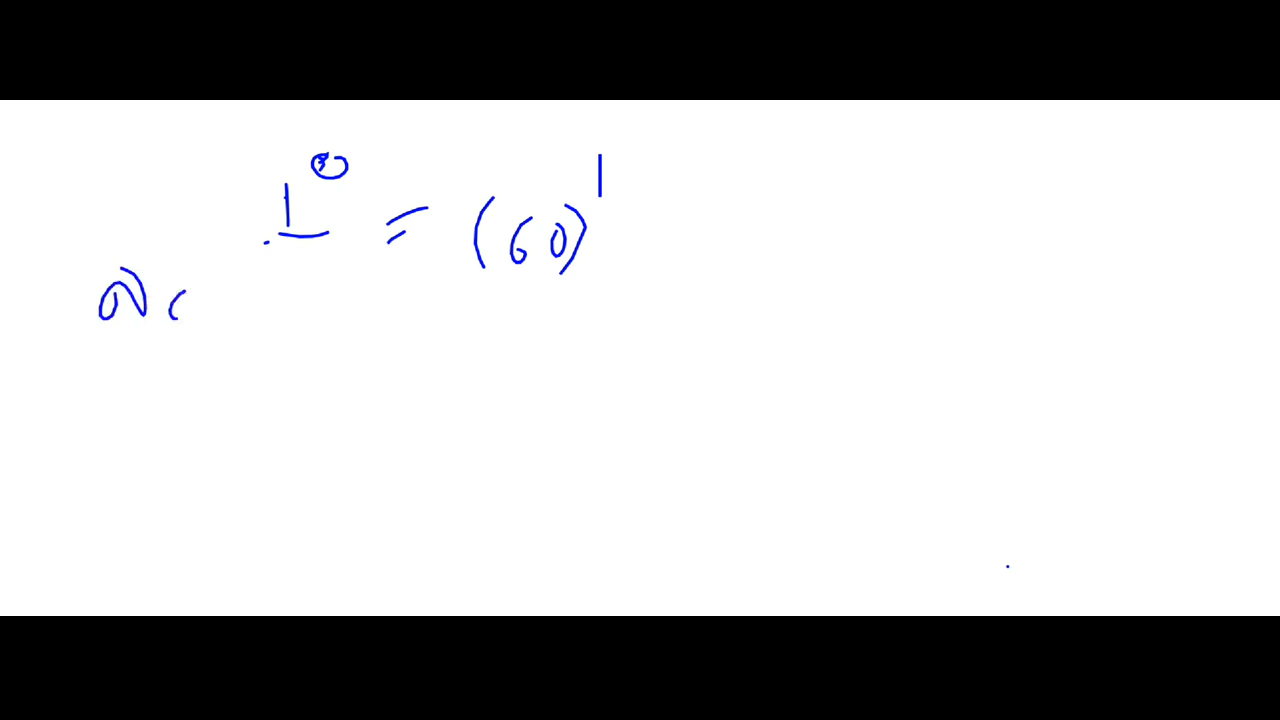 1° = (60)'